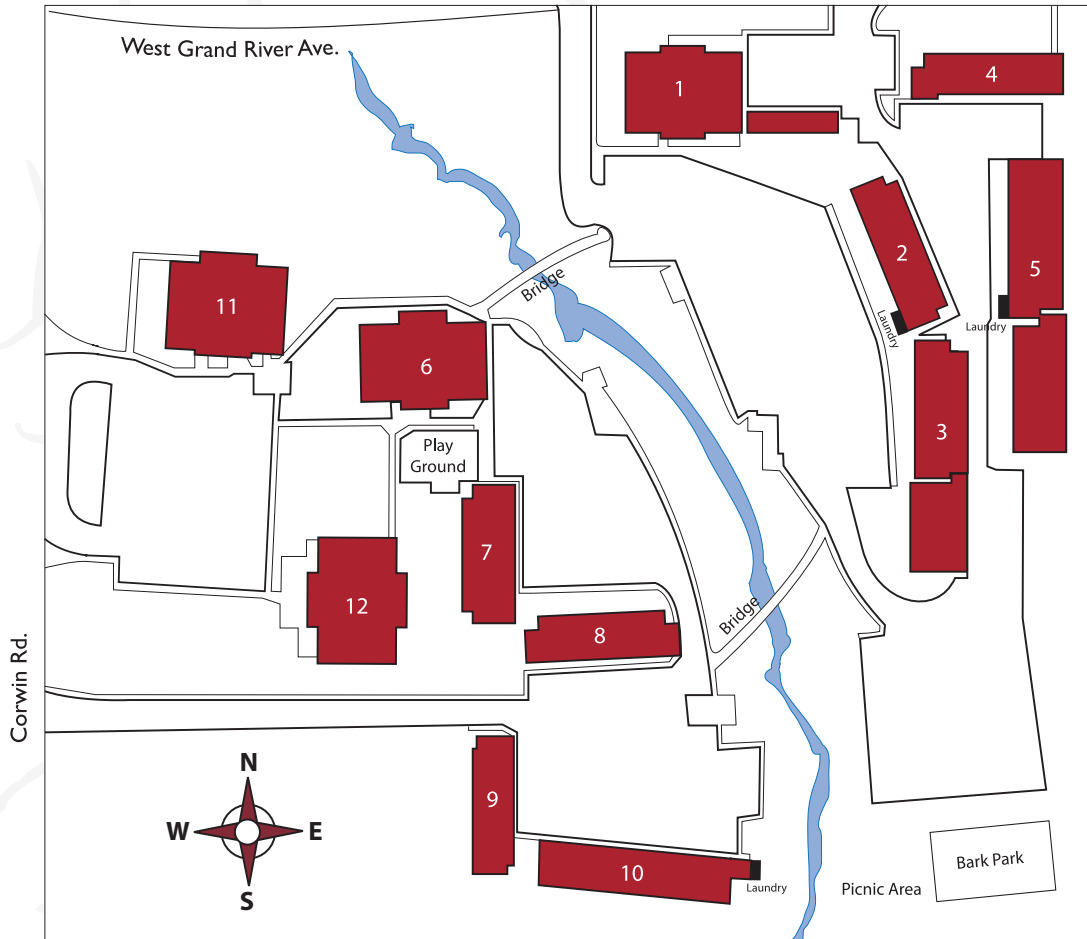 West Grand River Ave.
1
4
2
5
Bridge
11
Laundry
Laundry
6
3
Play
Ground
7
12
Bridge
8
Corwin Rd.
N
W
E
S
9
10
Laundry
Picnic Area
Bark Park